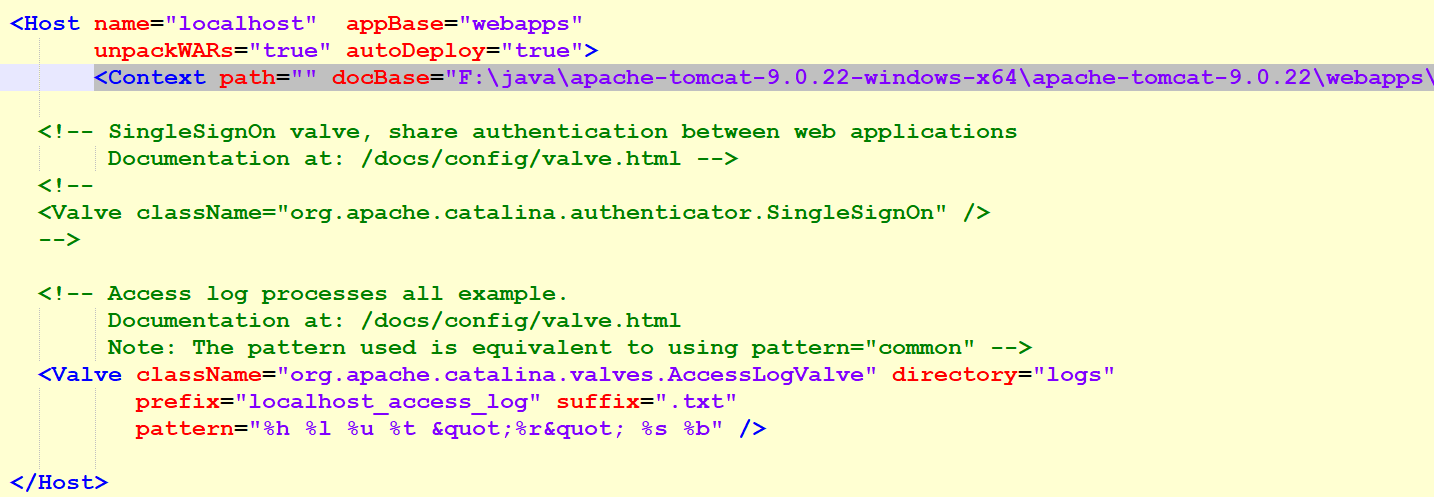 <Host name="localhost"  appBase="webapps"
      unpackWARs="true" autoDeploy="true">
      <Context path="" docBase="F:\java\apache-tomcat-9.0.22-windows-x64\apache-tomcat-9.0.22\webapps\
  <!-- SingleSignOn valve, share authentication between web applications
       Documentation at: /docs/config/valve.html -->
  <!--
  <Valve className="org.apache.catalina.authenticator.SingleSignOn" />
  -->
  <!-- Access log processes all example.
       Documentation at: /docs/config/valve.html
       Note: The pattern used is equivalent to using pattern="common" -->
  <Valve className="org.apache.catalina.valves.AccessLogValve" directory="logs"
         prefix="localhost_access_log" suffix=".txt"
         pattern="%h %l %u %t &quot;%r&quot; %s %b" />
</Host>